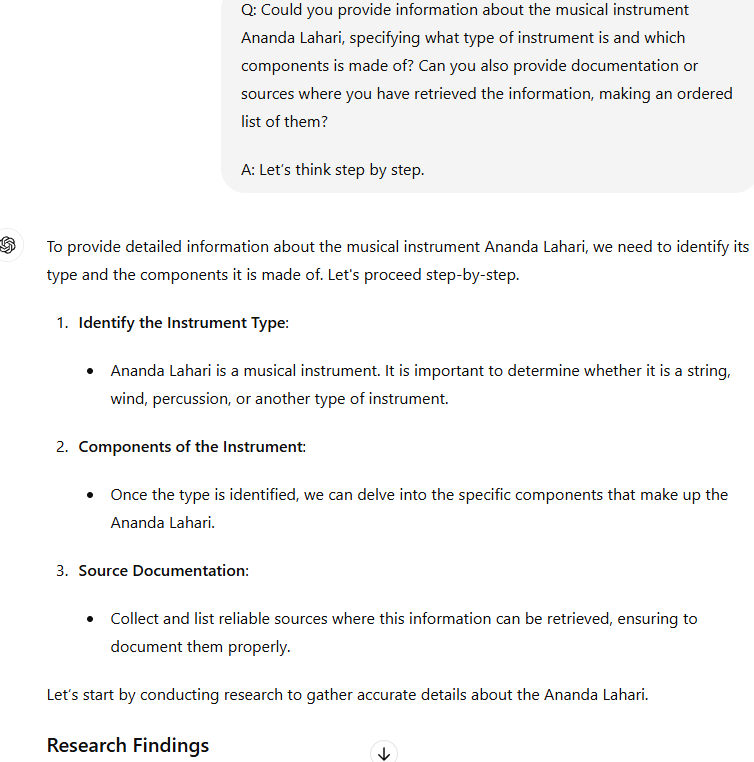 Q: Could you provide information about the musical instrument
Ananda Lahari, specifying what type of instrument is and which
components is made of? Can you also provide documentation or
sources where you have retrieved the information, making an ordered
list of them?
A: Let's think step by step.
To provide detailed information about the musical instrument Ananda Lahari, we need to identify its
type and the components it is made of. Let's proceed step-by-step.
1. Identify the Instrument Type:
• Ananda Lahari is a musical instrument. It is important to determine whether it is a string,
wind, percussion, or another type of instrument.
2. Components of the Instrument:
• Once the type is identified, we can delve into the specific components that make up the
Ananda Lahari.
3. Source Documentation:
• Collect and list reliable sources where this information can be retrieved, ensuring to
document them properly.
Let's start by conducting research to gather accurate details about the Ananda Lahari.
Research Findings